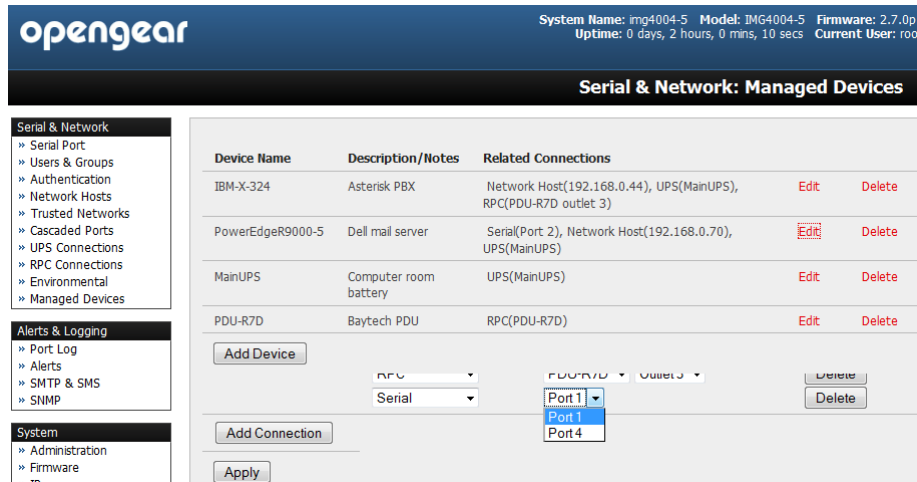 opengear
System Name: img4004-5 Model: IMG4004-5 Firmware: 2.7.0p
Uptime: 0 days, 2 hours, 0 mins, 10 secs Current User: roo
Serial & Network: Managed Devices
Serial & Network
» Serial Port
» Users & Groups
» Authentication
» Network Hosts
» Trusted Networks
» Cascaded Ports
» UPS Connections
» RPC Connections
» Environmental
» Managed Devices
Alerts & Logging
» Port Log
» Alerts
» SMTP & SMS
» SNMP
System
» Administration
» Firmware
Device Name Description/Notes Related Connections
IBM-X-324 Asterisk PBX Network Host(192.168.0.44), UPS(MainUPS), Edit Delete
RPC(PDU-R7D outlet 3)
PowerEdgeR9000-5 Dell mail server Serial(Port 2), Network Host(192.168.0.70), Edit Delete
UPS(MainUPS)
MainUPS Computer room UPS(MainUPS) Edit Delete
battery
PDU-R7D Baytech PDU RPC(PDU-R7D) Edit Delete
Add Device
RPC PDU-R7D Outlet Delete
Serial Port 1 Delete
Port 1
Port 4
Add Connection
Apply